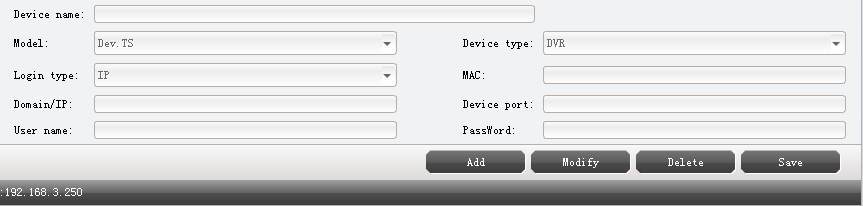 Device name:
Model: Dev.TS Device type: DVR
Login type: IP MAC:
Domain/IP: Device port:
User name: PassWord:
Add Modify Delete Save
:192.168.3.250